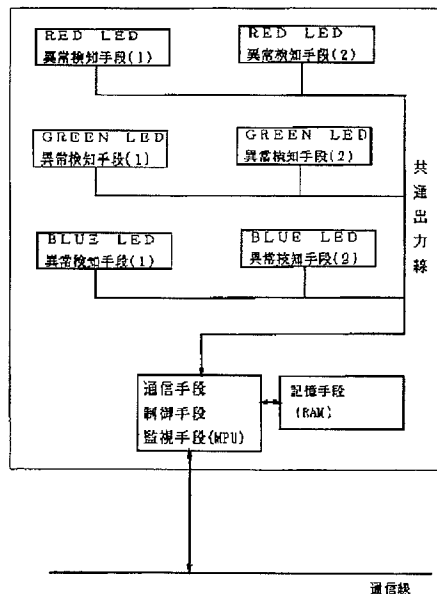 RED LED
異常検知手段(1)
RED LED
異常検知手段(2)
GREEN LED
異常検知手段(1)
GREEN LED
異常検知手段(2)
BLUE LED
異常検知手段(1)
BLUE LED
異常検知手段(2)
共通出力線
通信手段
制御手段
監視手段(MPU)
記憶手段
(RAM)
通信線